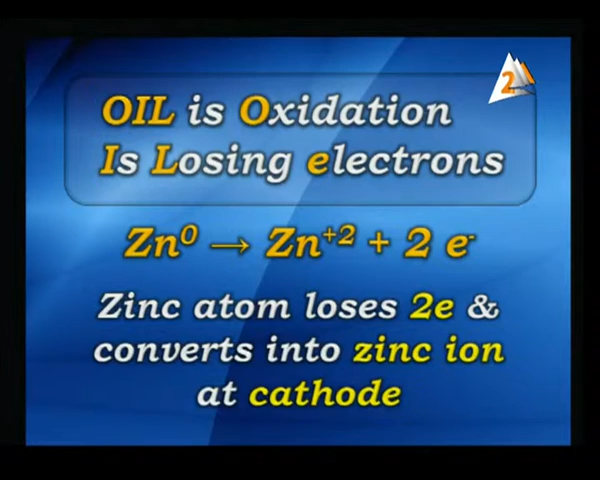 2
OIL is Oxidation
Is Losing electrons
Zn⁰ → Zn⁺² + 2 e⁻
Zinc atom loses 2e &
converts into zinc ion
at cathode